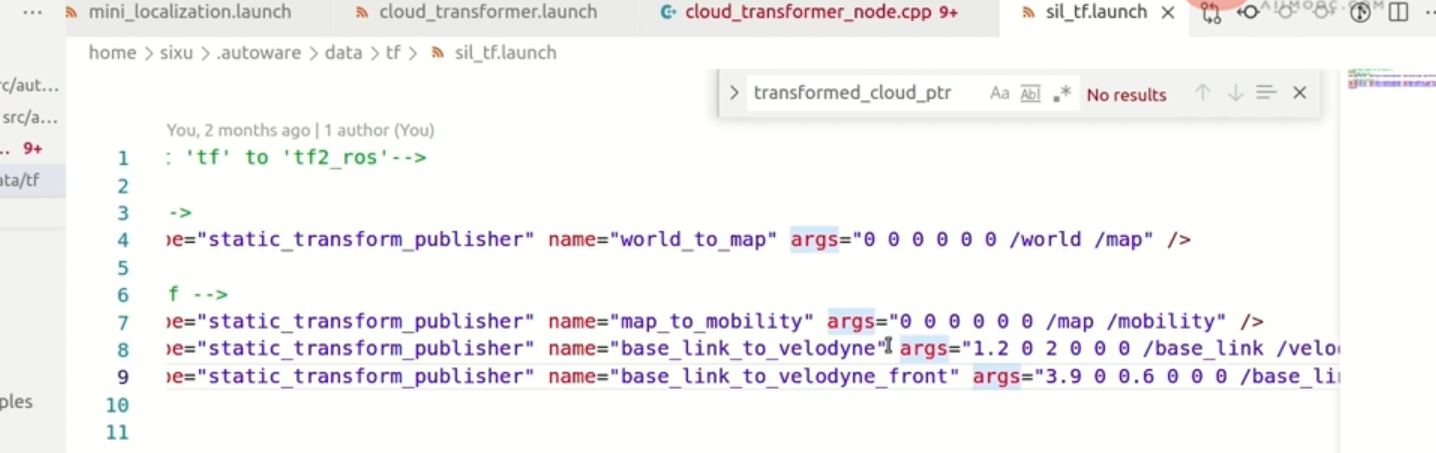 mini_localization.launch cloud_transformer.launch cloud_transformer_node.cpp 9+ sil_tf.launch
home > sixu > .autoware > data > tf > sil_tf.launch
rc/aut...
src/a...
.. 9+
ata/tf
ples
transformed_cloud_ptr Aa Abl .* No results
You, 2 months ago | 1 author (You)
1 : 'tf' to 'tf2_ros'-->
2
3 ->
4 pe="static_transform_publisher" name="world_to_map" args="0 0 0 0 0 0 /world /map" />
5
6 f -->
7 pe="static_transform_publisher" name="map_to_mobility" args="0 0 0 0 0 0 /map /mobility" />
8 pe="static_transform_publisher" name="base_link_to_velodyne" args="1.2 0 2 0 0 0 /base_link /velo
9 pe="static_transform_publisher" name="base_link_to_velodyne_front" args="3.9 0 0.6 0 0 0 /base_li
10
11